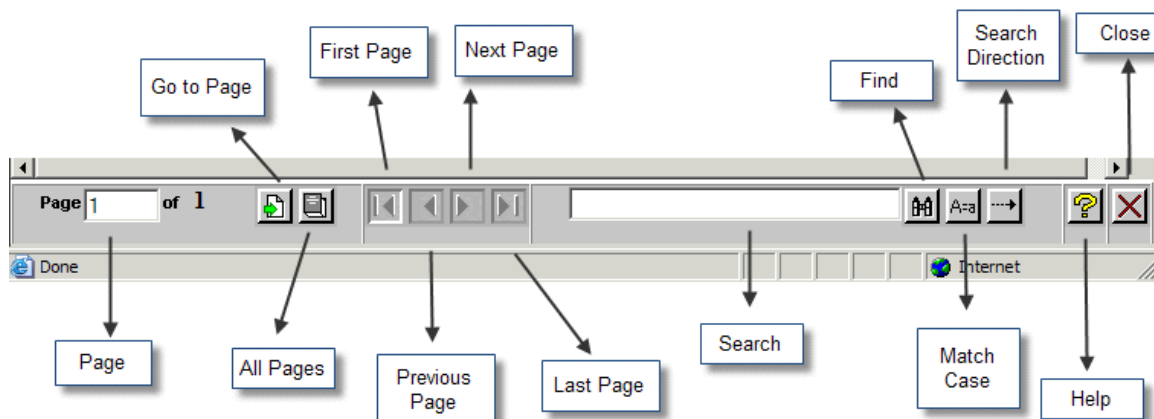 Search
Direction
Close
First Page
Next Page
Go to Page
Find
Page 1 of 1
A=a
?
Done
Internet
Page
All Pages
Previous
Page
Last Page
Search
Match
Case
Help